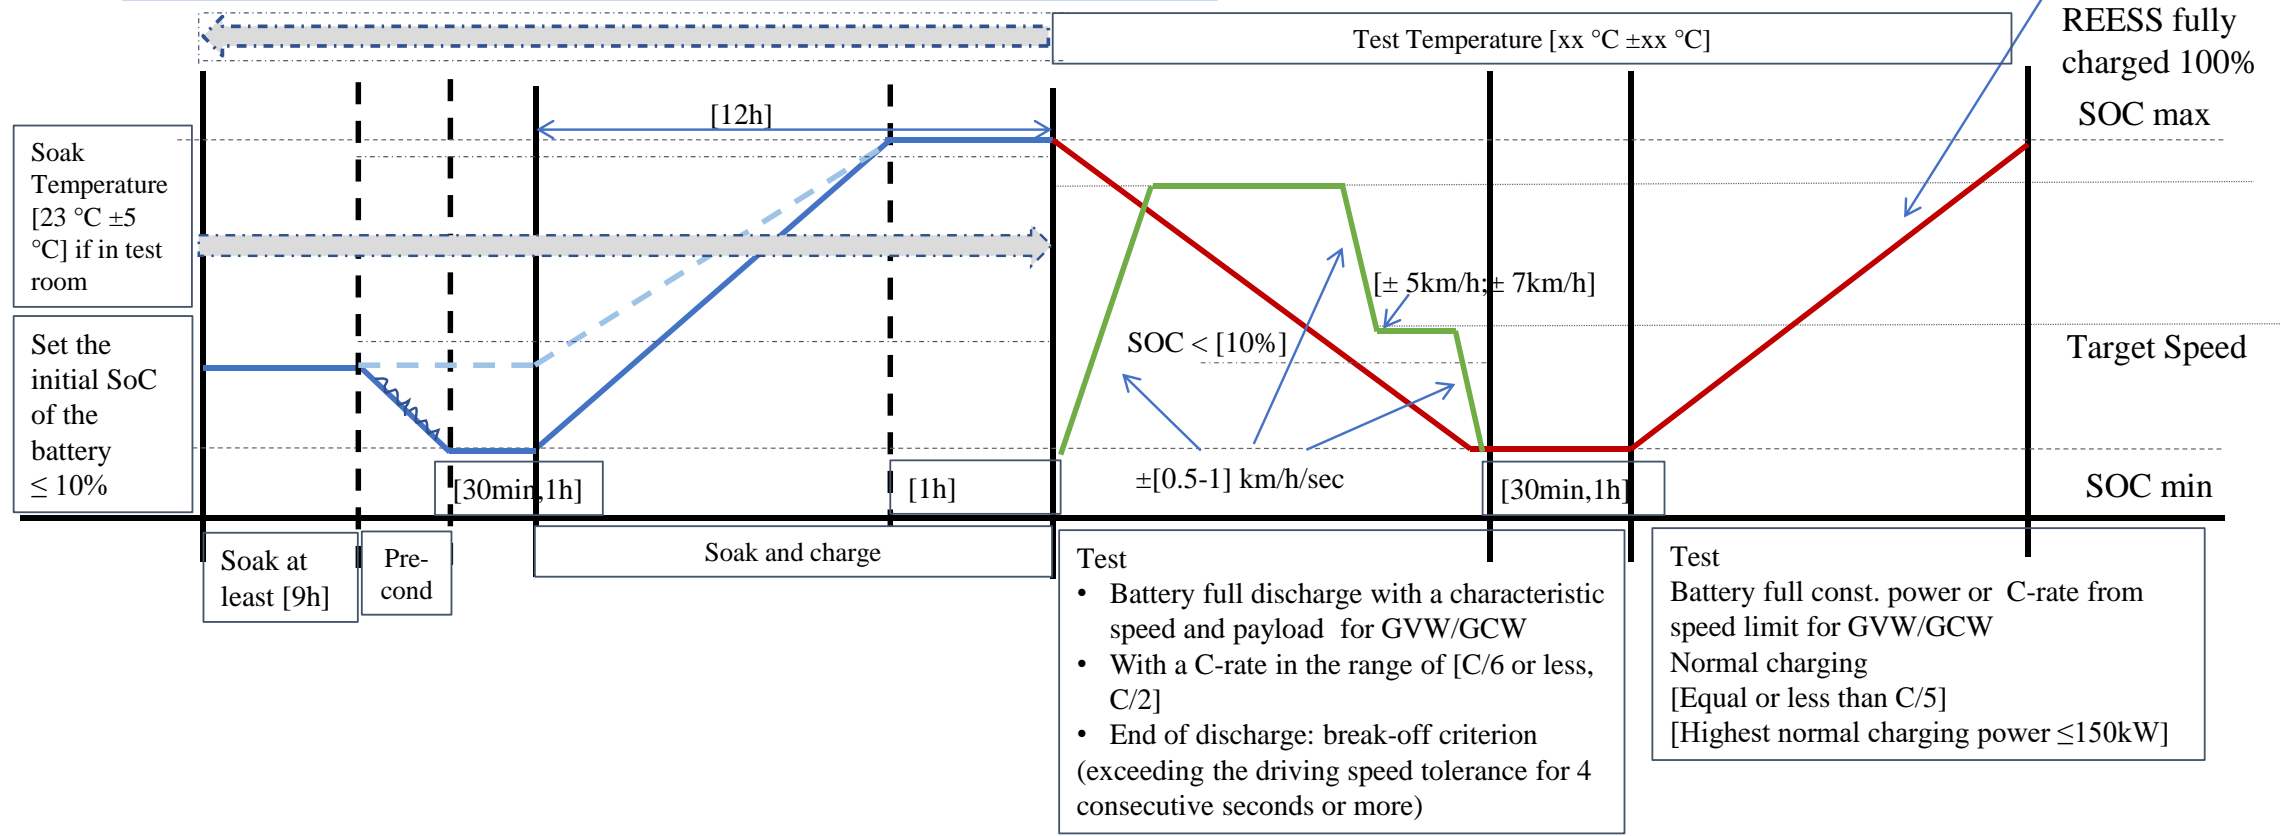 Test Temperature [xx °C ±xx °C]
REESS fully
charged 100%
SOC max
[12h]
Soak
Temperature
[23 °C ±5
°C] if in test
room
[± 5km/h;± 7km/h]
SOC < [10%]
Target Speed
Set the
initial SoC
of the
battery
≤ 10%
[30min,1h]
[1h]
±[0.5-1] km/h/sec
[30min,1h]
SOC min
Soak at
least [9h]
Pre-
cond
Soak and charge
Test
• Battery full discharge with a characteristic
speed and payload for GVW/GCW
• With a C-rate in the range of [C/6 or less,
C/2]
• End of discharge: break-off criterion
(exceeding the driving speed tolerance for 4
consecutive seconds or more)
Test
Battery full const. power or C-rate from
speed limit for GVW/GCW
Normal charging
[Equal or less than C/5]
[Highest normal charging power ≤150kW]